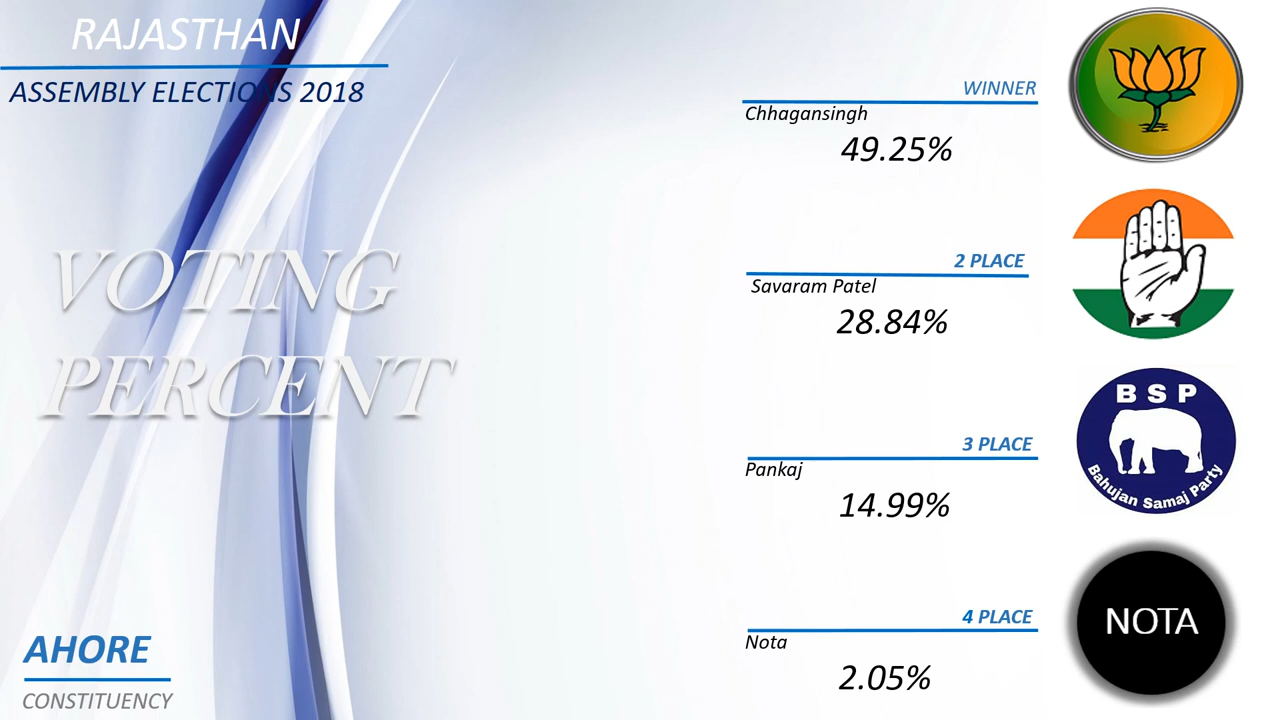 RAJASTHAN
ASSEMBLY ELECTIONS 2018
VOTING
PERCENT
AHORE
CONSTITUENCY
WINNER
Chhagansingh
49.25%
2 PLACE
Savaram Patel
28.84%
3 PLACE
Pankaj
14.99%
BSP
Bahujan Samaj Party
4 PLACE
Nota
2.05%
NOTA